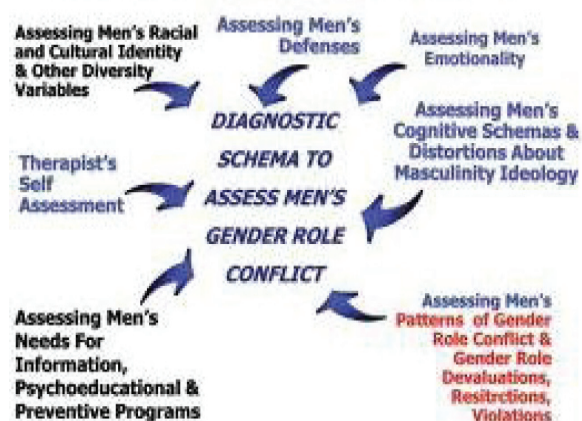 Assessing Men's Racial
and Cultural Identity
& Other Diversity
Variables
Assessing Men's
Defenses
Assessing Men's
Emotionality
Assessing Men's
Cognitive Schemas &
Distortions About
Masculinity Ideology
Therapist's
Self
Assessment
DIAGNOSTIC
SCHEMA TO
ASSESS MEN'S
GENDER ROLE
CONFLICT
Assessing Men's
Needs For
Information,
Psychoeducational &
Preventive Programs
Assessing Men's
Patterns of Gender
Role Conflict &
Gender Role
Devaluations,
Resitrctions,
Violations